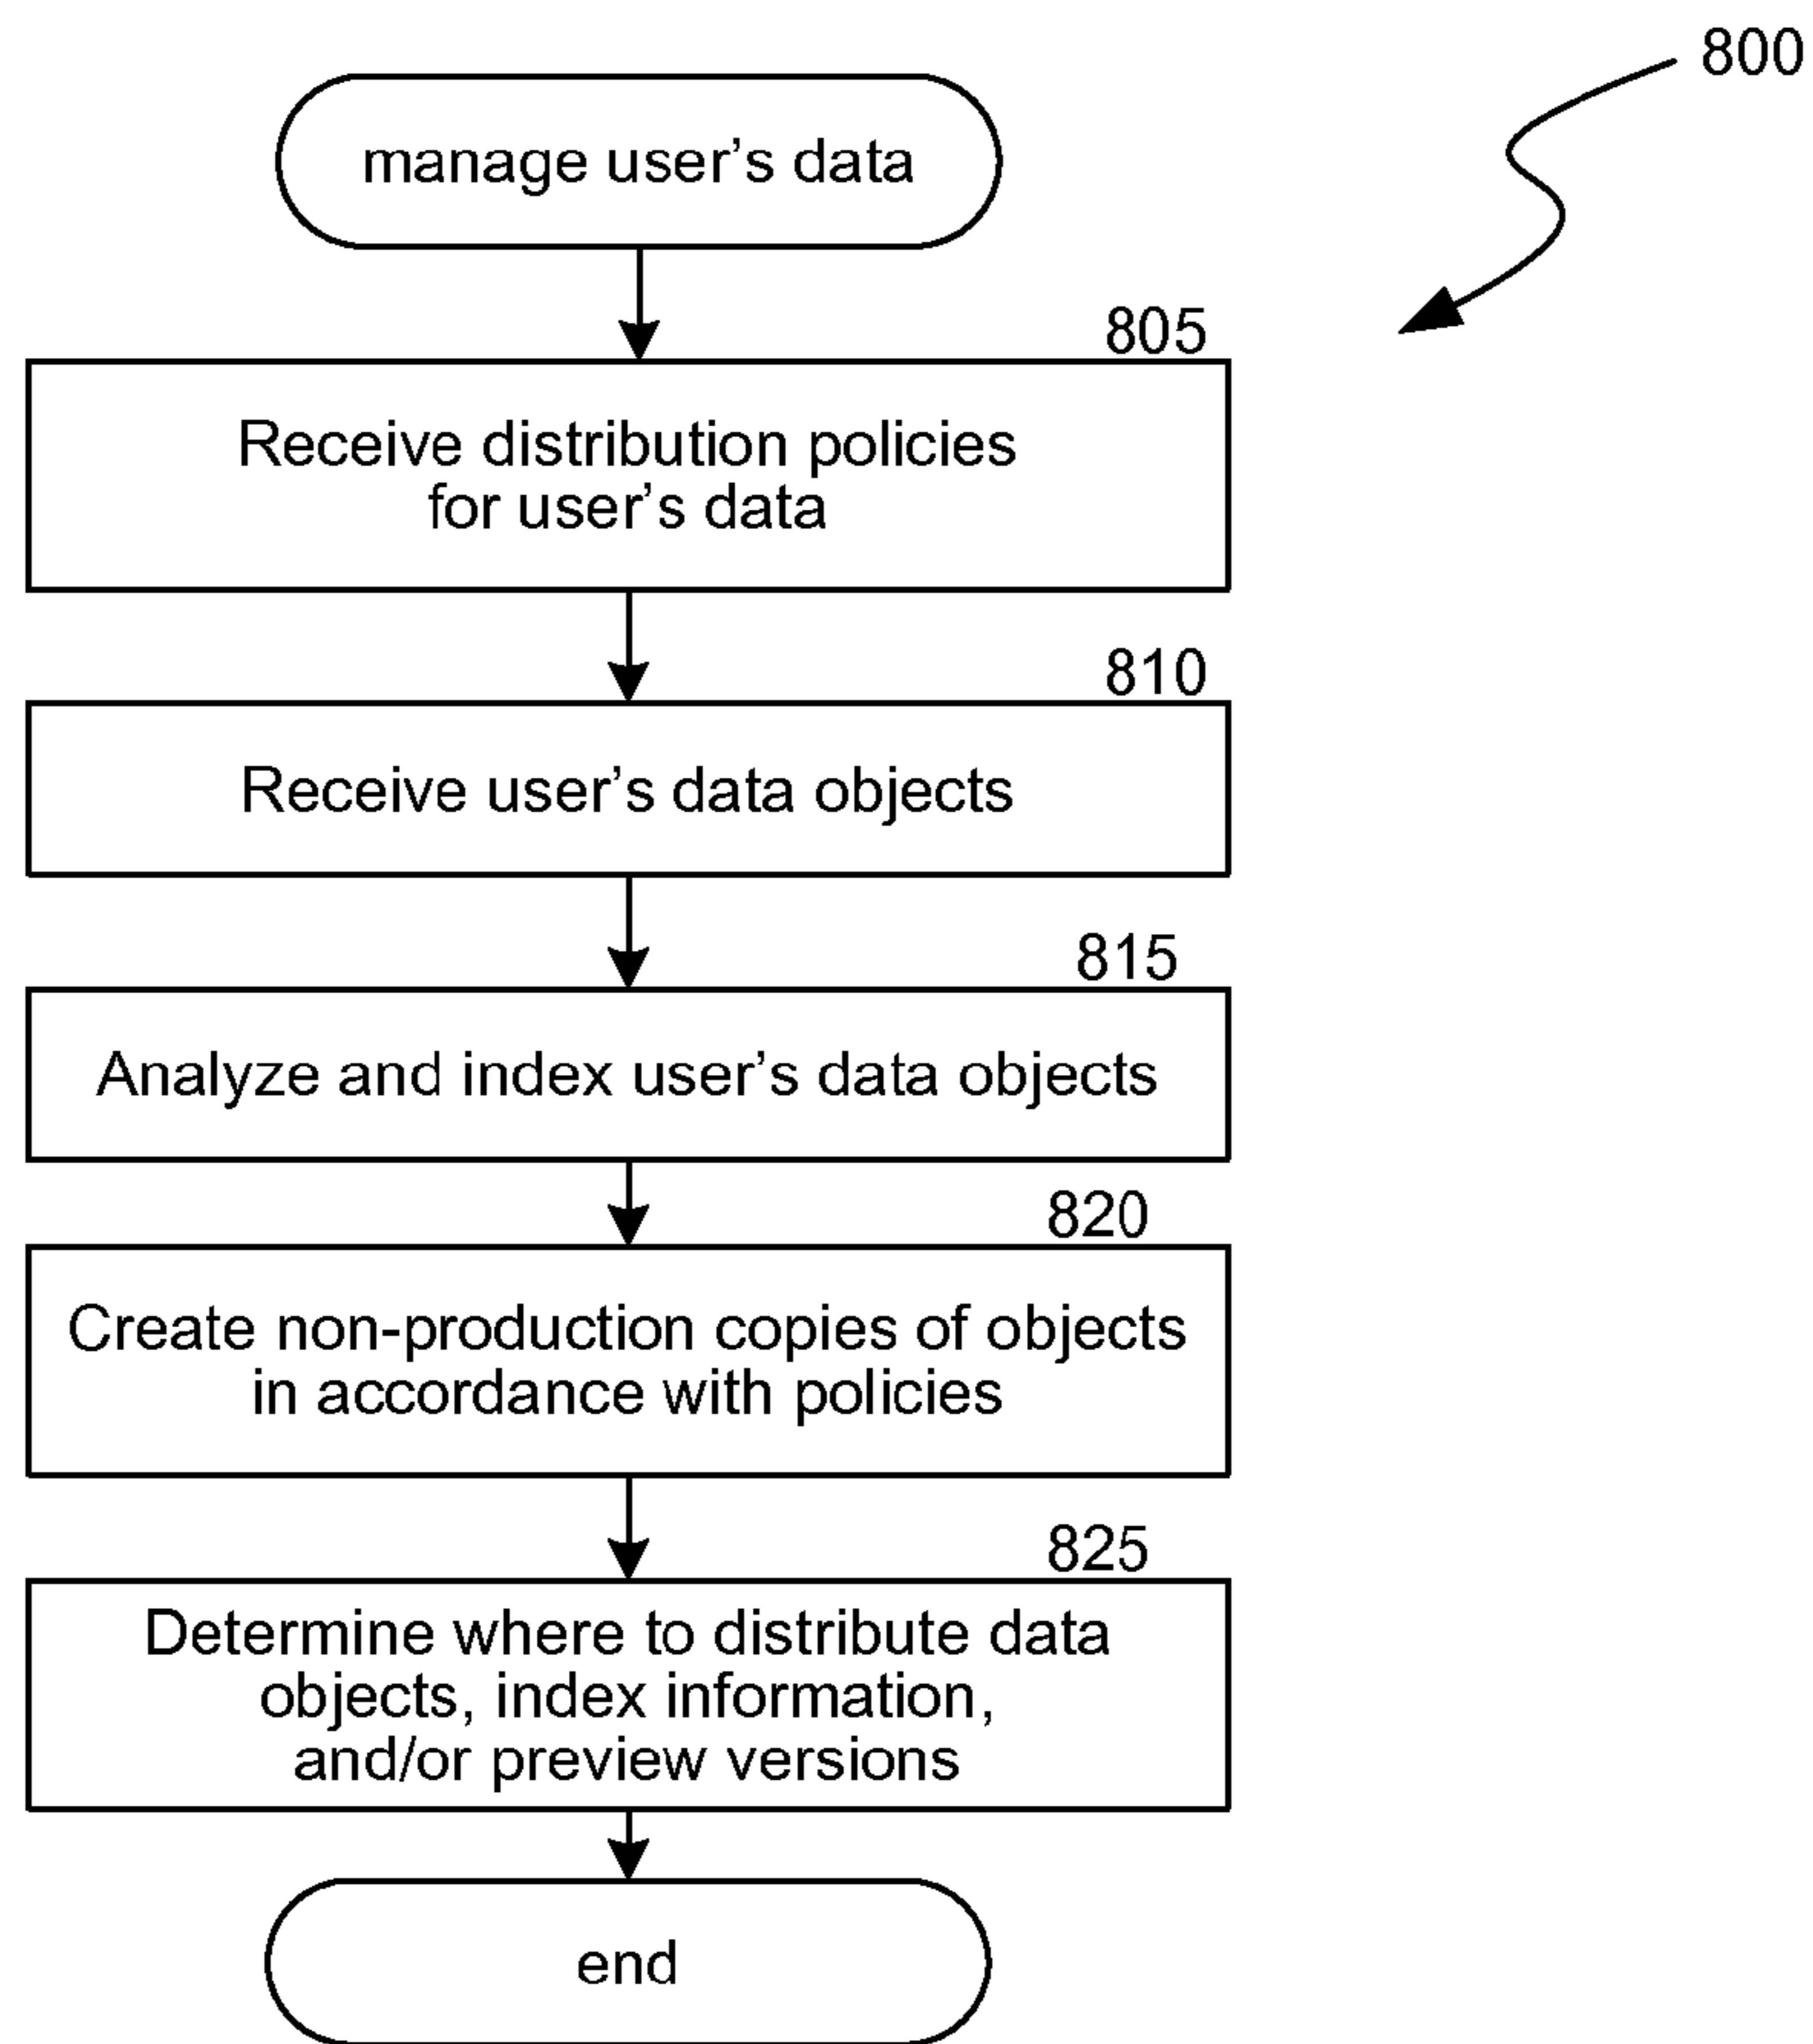 800
manage user's data
805
Receive distribution policies
for user's data
810
Receive user's data objects
815
Analyze and index user's data objects
820
Create non-production copies of objects
in accordance with policies
825
Determine where to distribute data
objects, index information,
and/or preview versions
end